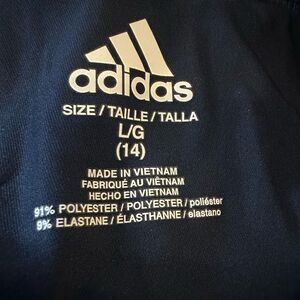 adidas
SIZE / TAILLE / TALLA
L/G
(14)
MADE IN VIETNAM
FABRIQUÉ AU VIÊTNAM
HECHO EN VIETNAM
91% POLYESTER / POLYESTER / poliéster
9% ELASTANE / ÉLASTHANNE / elastano